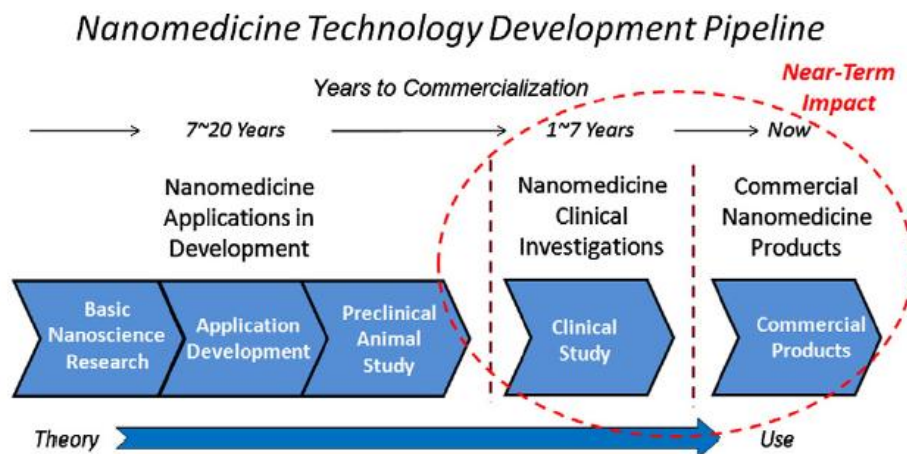 Nanomedicine Technology Development Pipeline
Near-Term
Impact
Years to Commercialization
7~20 Years
1~7 Years
Now
Nanomedicine
Applications in
Development
Nanomedicine
Clinical
Investigations
Commercial
Nanomedicine
Products
Basic
Nanoscience
Research
Application
Development
Preclinical
Animal
Study
Clinical
Study
Commercial
Products
Theory
Use